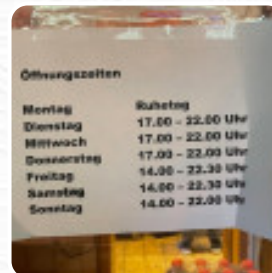 Öffnungszeiten
Montag Ruhetag
Dienstag 17.00 - 22.00 Uhr
Mittwoch 17.00 - 22.00 Uhr
Donnerstag 17.00 - 22.00 Uhr
Freitag 14.00 - 22.30 Uhr
Samstag 14.00 - 22.30 Uhr
Sonntag 14.00 - 22.00 Uhr